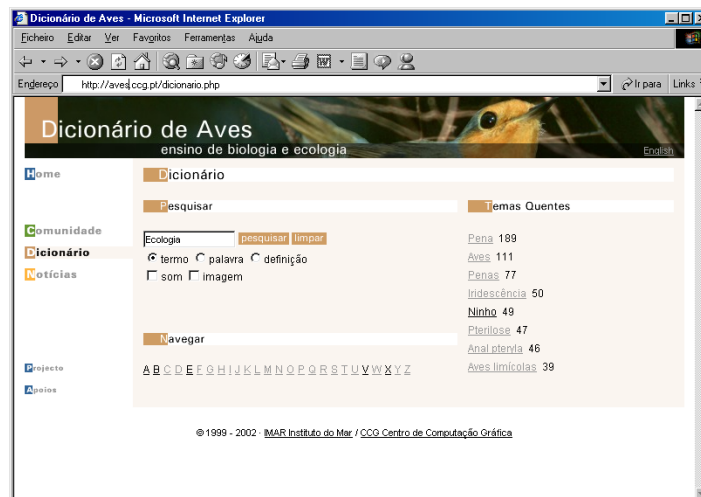 Dicionário de Aves - Microsoft Internet Explorer
Ficheiro Editar Ver Favoritos Ferramentas Ajuda
Endereço http://aves.ccg.pt/dicionario.php Ir para Links
Dicionário de Aves
ensino de biologia e ecologia
English
Home
Comunidade
Dicionário
Notícias
Projecto
Apoios
Dicionário
Pesquisar
Ecologia pesquisar limpar
termo palavra definição
som imagem
Navegar
A B C D E F G H I J K L M N O P Q R S T U V W X Y Z
Temas Quentes
Pena 189
Aves 111
Penas 77
Iridescência 50
Ninho 49
Pterilose 47
Anal pteryla 46
Aves limícolas 39
© 1999 - 2002 · IMAR Instituto do Mar / CCG Centro de Computação Gráfica